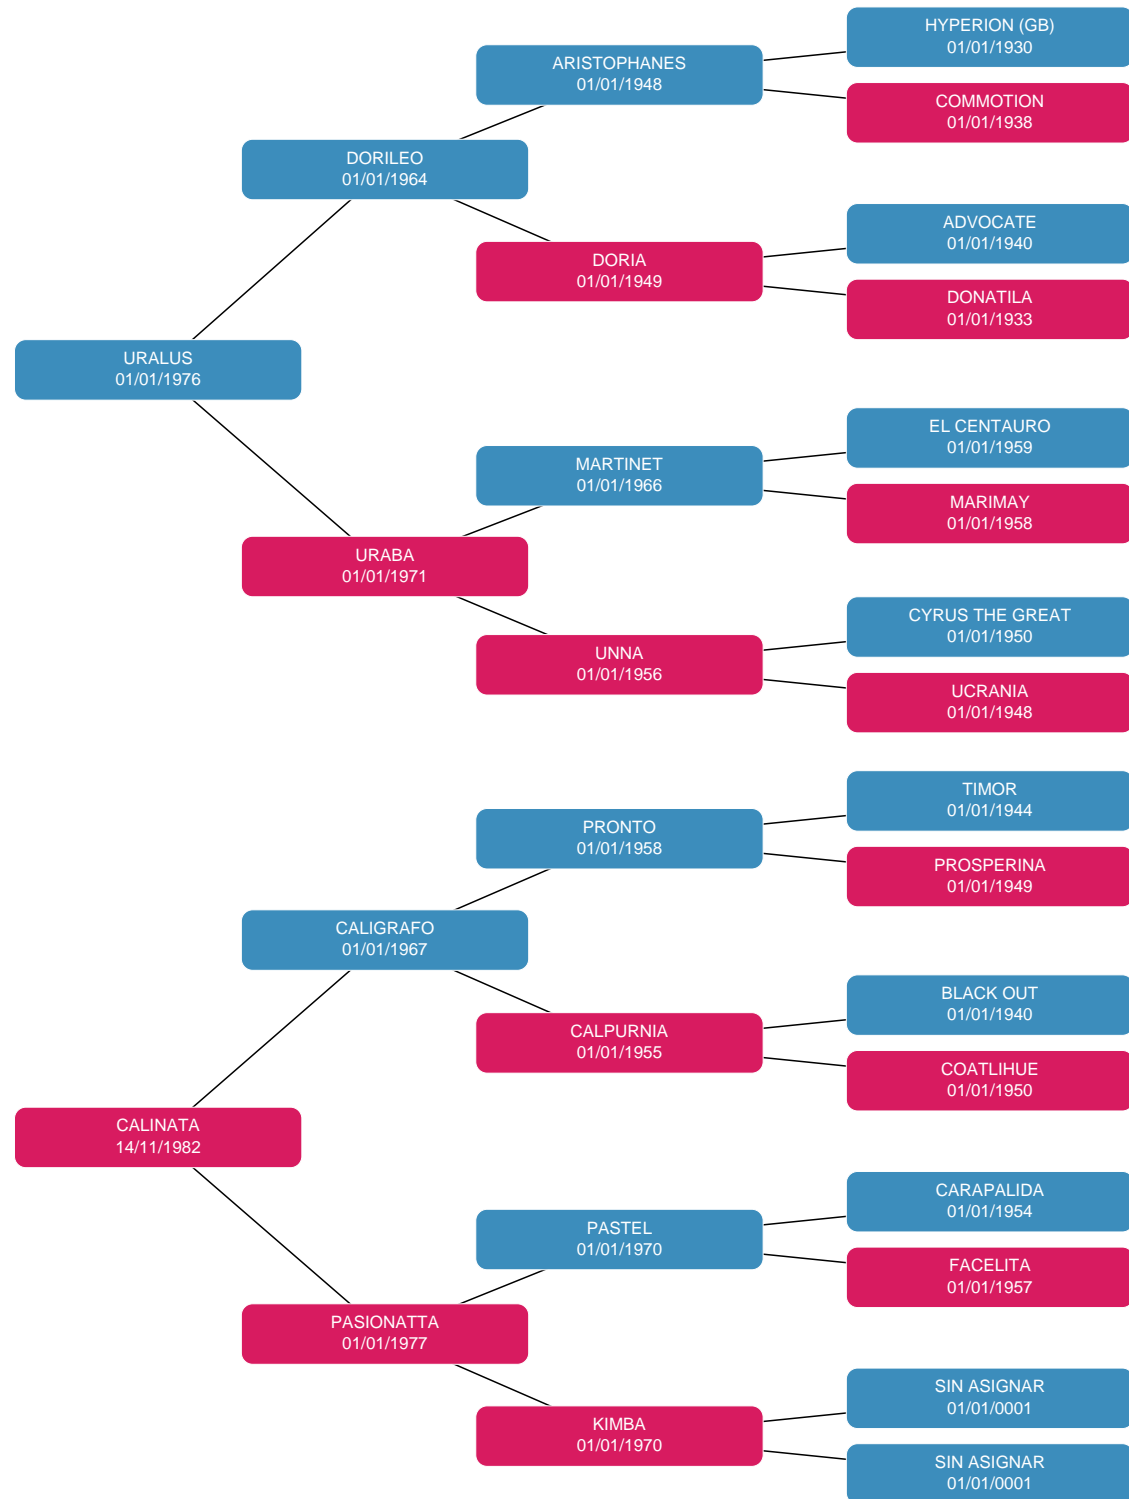 HYPERION (GB)
01/01/1930
ARISTOPHANES
01/01/1948
COMMOTION
01/01/1938
DORILEO
01/01/1964
ADVOCATE
01/01/1940
DORIA
01/01/1949
DONATILA
01/01/1933
URALUS
01/01/1976
EL CENTAURO
01/01/1959
MARTINET
01/01/1966
MARIMAY
01/01/1958
URABA
01/01/1971
CYRUS THE GREAT
01/01/1950
UNNA
01/01/1956
UCRANIA
01/01/1948
TIMOR
01/01/1944
PRONTO
01/01/1958
PROSPERINA
01/01/1949
CALIGRAFO
01/01/1967
BLACK OUT
01/01/1940
CALPURNIA
01/01/1955
COATLIHUE
01/01/1950
CALINATA
14/11/1982
CARAPALIDA
01/01/1954
PASTEL
01/01/1970
FACELITA
01/01/1957
PASIONATTA
01/01/1977
SIN ASIGNAR
01/01/0001
KIMBA
01/01/1970
SIN ASIGNAR
01/01/0001